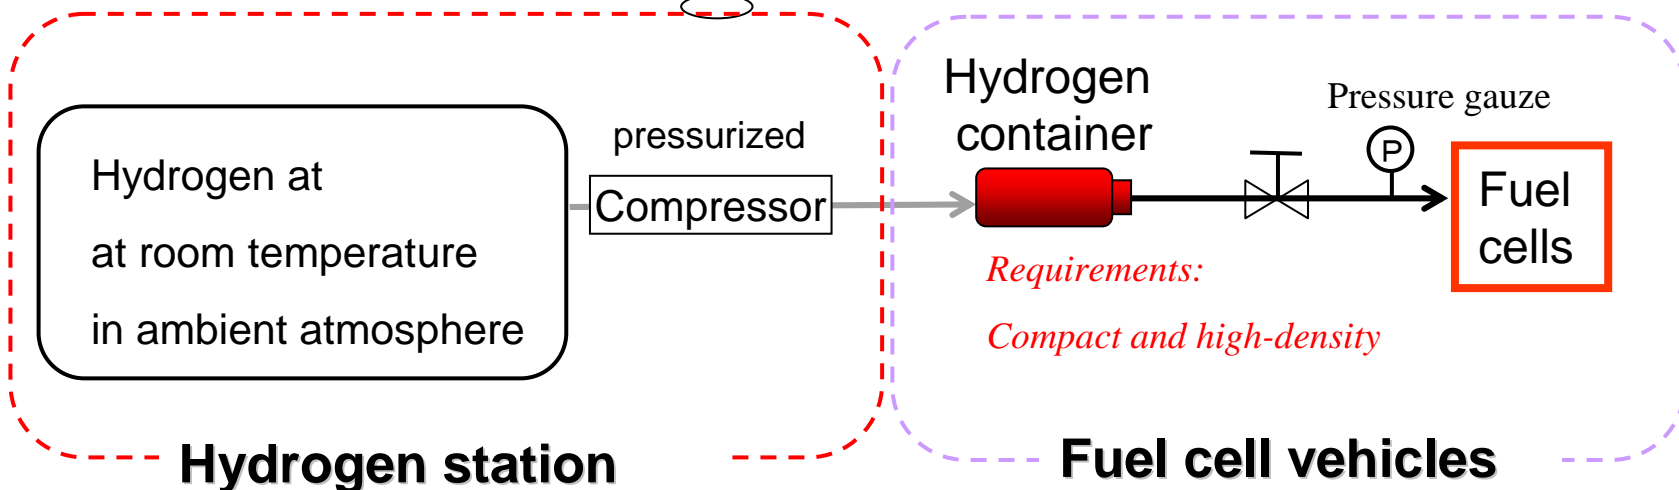 Hydrogen at
at room temperature
in ambient atmosphere
pressurized
Compressor
Hydrogen station
Hydrogen
container
Pressure gauze
P
Fuel
cells
Requirements:
Compact and high-density
Fuel cell vehicles